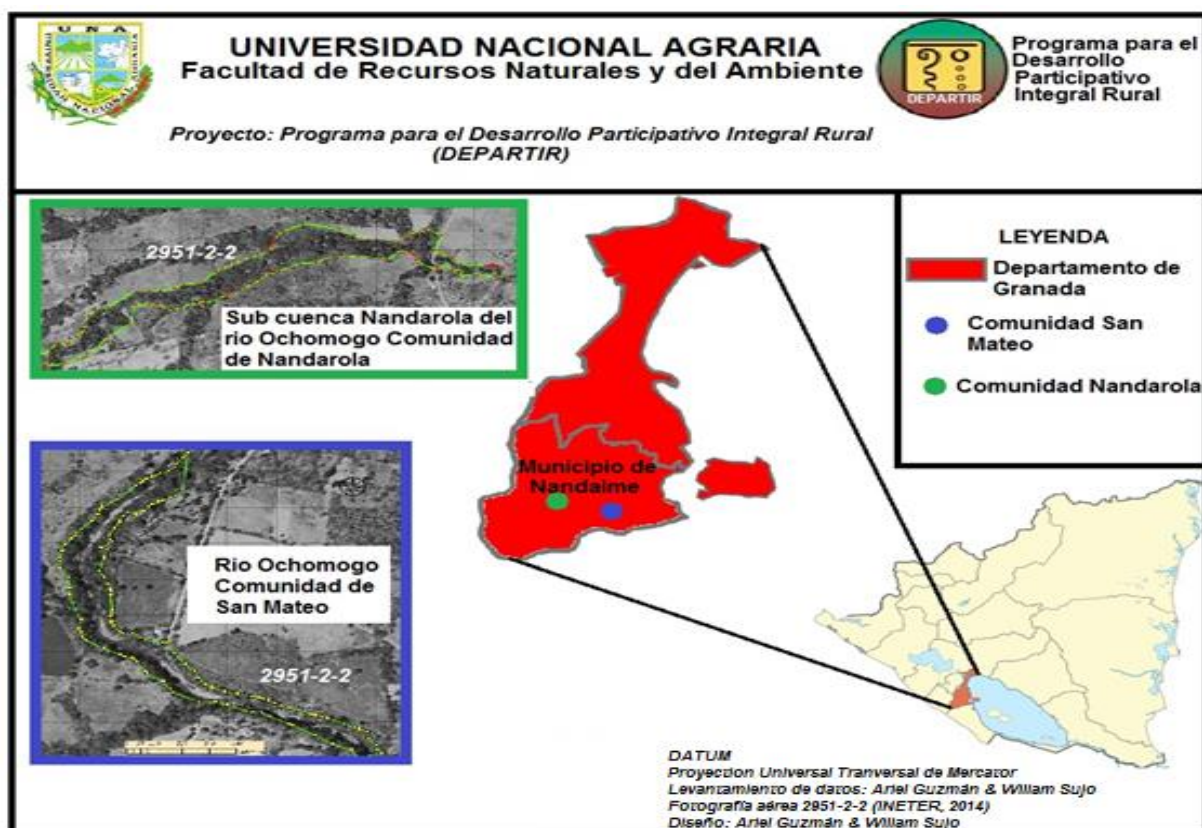 UNA
UNIVERSIDAD NACIONAL AGRARIA
Facultad de Recursos Naturales y del Ambiente
DEPARTIR
Programa para el
Desarrollo
Participativo
Integral Rural
Proyecto: Programa para el Desarrollo Participativo Integral Rural
(DEPARTIR)
2951-2-2
Sub cuenca Nandarola del
rio Ochomogo Comunidad
de Nandarola
Rio Ochomogo
Comunidad de
San Mateo
2951-2-2
Municipio de
Nandaime
LEYENDA
Departamento de
Granada
Comunidad San
Mateo
Comunidad Nandarola
DATUM
Proyeccion Universal Tranversal de Mercator
Levantamiento de datos: Ariel Guzmán & Willam Sujo
Fotografía aérea 2951-2-2 (INETER, 2014)
Diseño: Ariel Guzmán & Willam Sujo